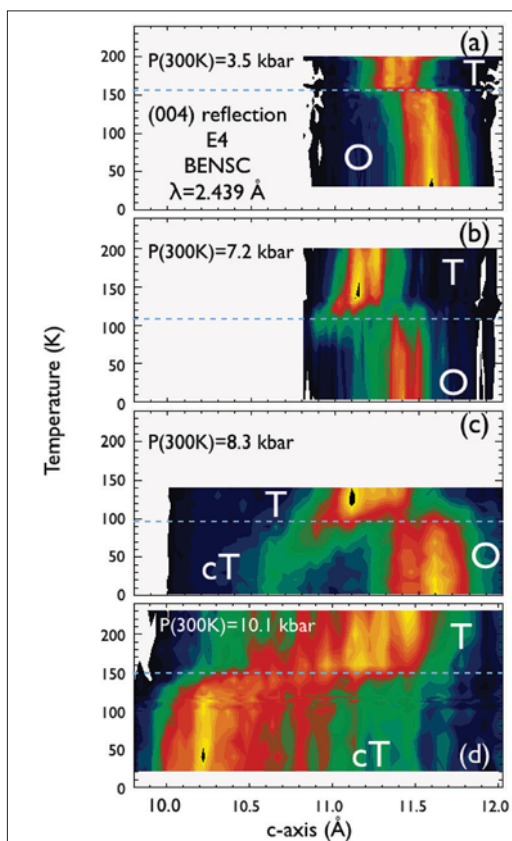 (a)
P(300K)=3.5 kbar
T
(004) reflection
E4
BENSC
λ=2.439 Å
O
200
150
100
50
0
(b)
P(300K)=7.2 kbar
T
O
200
150
100
50
0
Temperature (K)
(c)
P(300K)=8.3 kbar
T
cT
O
200
150
100
50
0
P(300K)=10.1 kbar
T
cT
(d)
200
150
100
50
0
10.0 10.5 11.0 11.5 12.0
c-axis (Å)